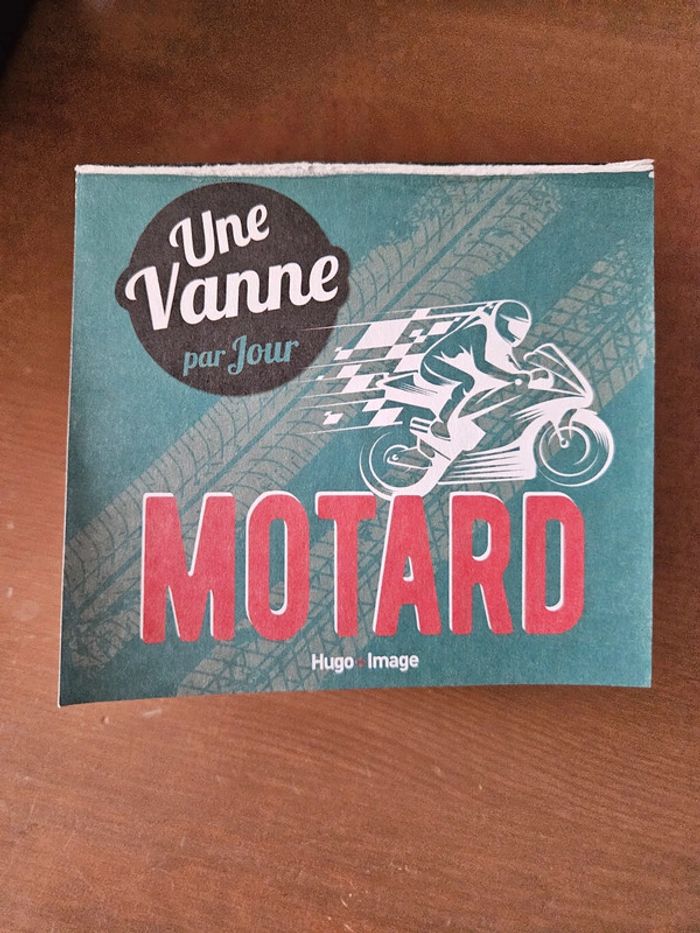 Une
Vanne
par Jour
MOTARD
Hugo Image